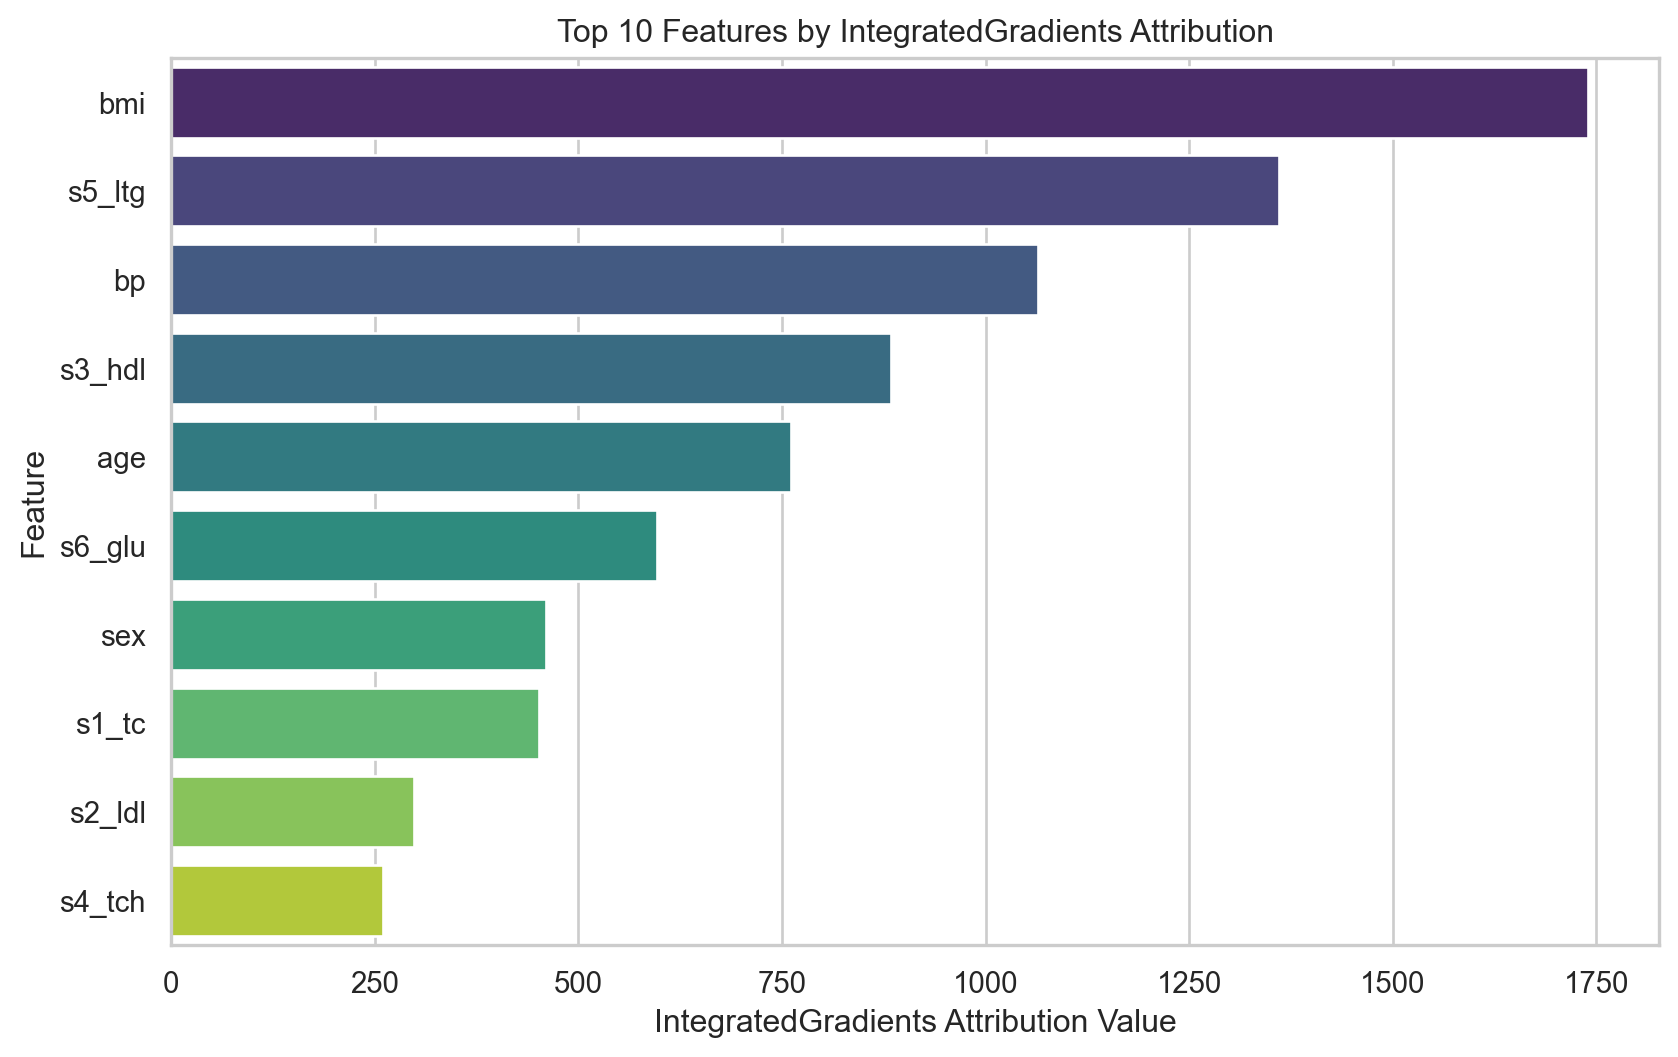 Top 10 Features by IntegratedGradients Attribution
bmi
s5_ltg
bp
s3_hdl
age
s6_glu
sex
s1_tc
s2_ldl
s4_tch
Feature
0 250 500 750 1000 1250 1500 1750
IntegratedGradients Attribution Value